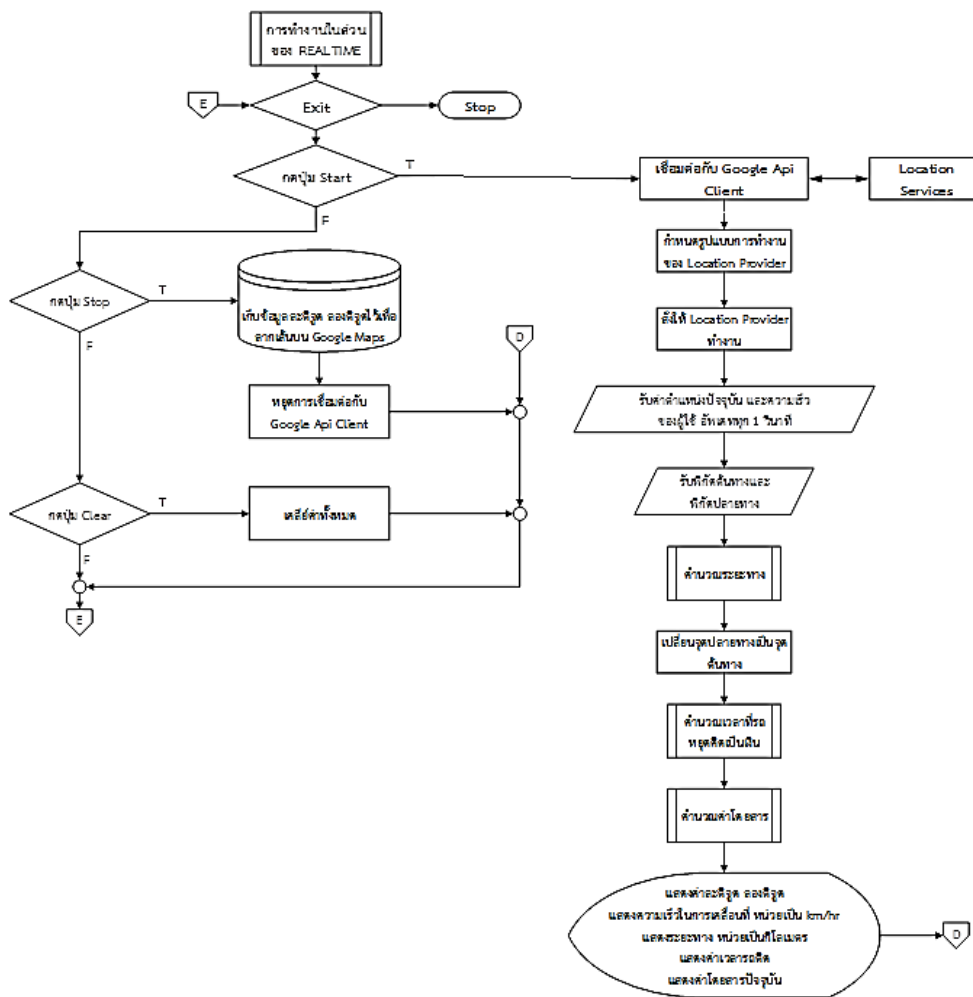 การทำงานในส่วน
ของ REALTIME
E
Exit
Stop
กดปุ่ม Start
T
F
เชื่อมต่อกับ Google Api
Client
Location
Services
กำหนดรูปแบบการทำงาน
ของ Location Provider
กดปุ่ม Stop
T
F
เก็บข้อมูลละติจูด ลองติจูดไว้เพื่อ
ลากเส้นบน Google Maps
D
สั่งให้ Location Provider
ทำงาน
หยุดการเชื่อมต่อกับ
Google Api Client
รับค่าตำแหน่งปัจจุบัน และความเร็ว
ของผู้ใช้ อัพเดททุก 1 วินาที
รับพิกัดต้นทางและ
พิกัดปลายทาง
กดปุ่ม Clear
T
F
เคลียค่าทั้งหมด
คำนวณระยะทาง
E
เปลี่ยนจุดปลายทางเป็นจุด
ต้นทาง
คำนวณเวลาที่รถ
หยุดคิดเป็นเงิน
คำนวณค่าโดยสาร
แสดงค่าละติจูด ลองติจูด
แสดงความเร็วในการเคลื่อนที่ หน่วยเป็น km/hr
แสดงระยะทาง หน่วยเป็นกิโลเมตร
แสดงค่าเวลารถติด
แสดงค่าโดยสารปัจจุบัน
D